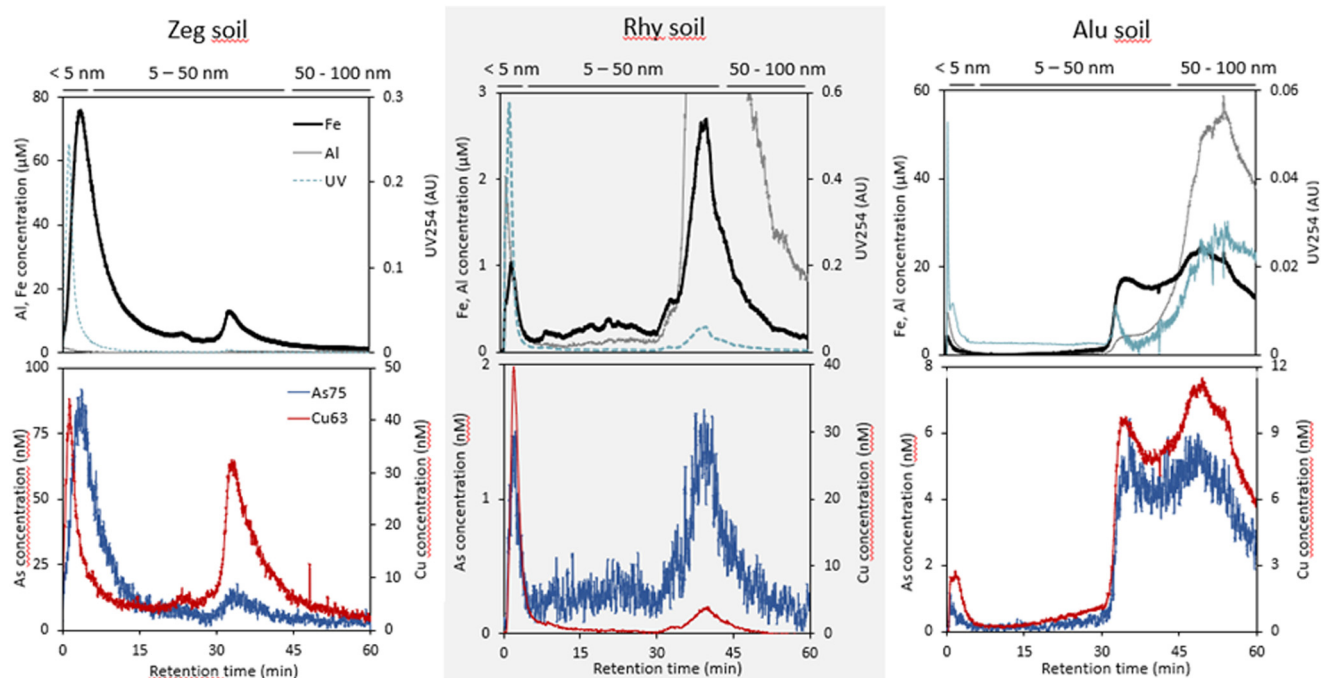 Zeg soil
Rhy soil
Alu soil
< 5 nm
5 – 50 nm
50 - 100 nm
< 5 nm
5 – 50 nm
50 - 100 nm
< 5 nm
5 – 50 nm
50 - 100 nm
Al, Fe concentration (µM)
80
60
40
20
0
Fe
Al
UV
0.3
0.2
0.1
0
UV254 (AU)
Fe, Al concentration (µM)
3
2
1
0
0.6
0.4
0.2
0.0
UV254 (AU)
Fe, Al concentration (µM)
60
40
20
0
0.06
0.04
0.02
0
UV254 (AU)
As concentration (nM)
100
75
50
25
0
As75
Cu63
50
40
30
20
10
0
Cu concentration (nM)
0
15
30
45
60
Retention time (min)
As concentration (nM)
2
1
0
40
30
20
10
0
Cu concentration (nM)
0
15
30
45
60
Retention time (min)
As concentration (nM)
8
6
4
2
0
12
9
6
3
0
Cu concentration (nM)
0
15
30
45
60
Retention time (min)